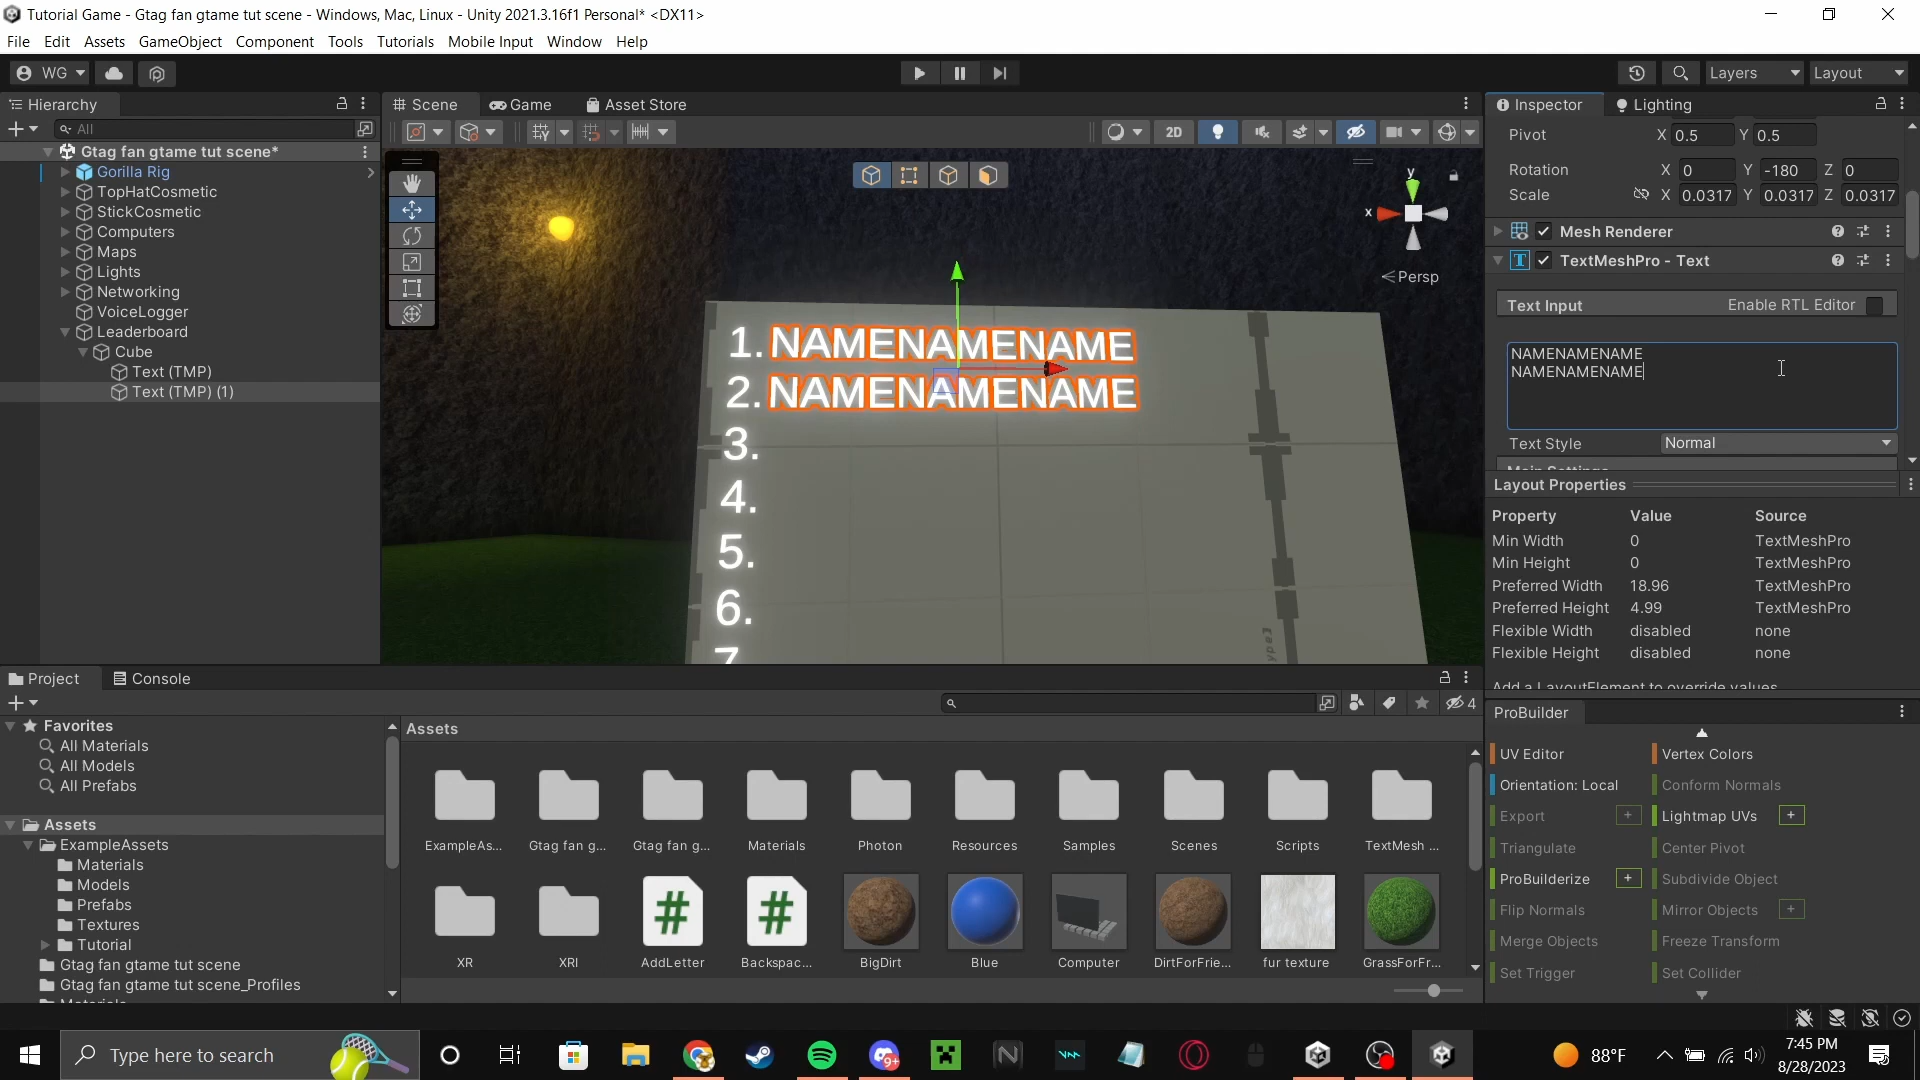 Tutorial Game - Gtag fan gtame tut scene - Windows, Mac, Linux - Unity 2021.3.16f1 Personal* <DX11>
File Edit Assets GameObject Component Tools Tutorials Mobile Input Window Help
WG Layers Layout
Hierarchy
All
Gtag fan gtame tut scene*
Gorilla Rig
TopHatCosmetic
StickCosmetic
Computers
Maps
Lights
Networking
VoiceLogger
Leaderboard
Cube
Text (TMP)
Text (TMP) (1)
Scene Game Asset Store
2D
y
x
Persp
1. NAMENAMENAME
2. NAMENAMENAME
3.
4.
5.
6.
7
Inspector Lighting
Pivot X 0.5 Y 0.5
Rotation X 0 Y -180 Z 0
Scale X 0.0317 Y 0.0317 Z 0.0317
Mesh Renderer
TextMeshPro - Text
Text Input Enable RTL Editor
NAMENAMENAME
NAMENAMENAME
Text Style Normal
Main Settings
Layout Properties
Property Value Source
Min Width 0 TextMeshPro
Min Height 0 TextMeshPro
Preferred Width 18.96 TextMeshPro
Preferred Height 4.99 TextMeshPro
Flexible Width disabled none
Flexible Height disabled none
Add a LayoutElement to override values
ProBuilder
UV Editor Vertex Colors
Orientation: Local Conform Normals
Export + Lightmap UVs +
Triangulate Center Pivot
ProBuilderize + Subdivide Object
Flip Normals Mirror Objects +
Merge Objects Freeze Transform
Set Trigger Set Collider
Project Console
4
Favorites
All Materials
All Models
All Prefabs
Assets
ExampleAssets
Materials
Models
Prefabs
Textures
Tutorial
Gtag fan gtame tut scene
Gtag fan gtame tut scene_Profiles
Materials
Assets
ExampleAs... Gtag fan g... Gtag fan g... Materials Photon Resources Samples Scenes Scripts TextMesh ...
XR XRI AddLetter Backspac... BigDirt Blue Computer DirtForFrie... fur texture GrassForFr...
Type here to search
9+
88°F
7:45 PM
8/28/2023